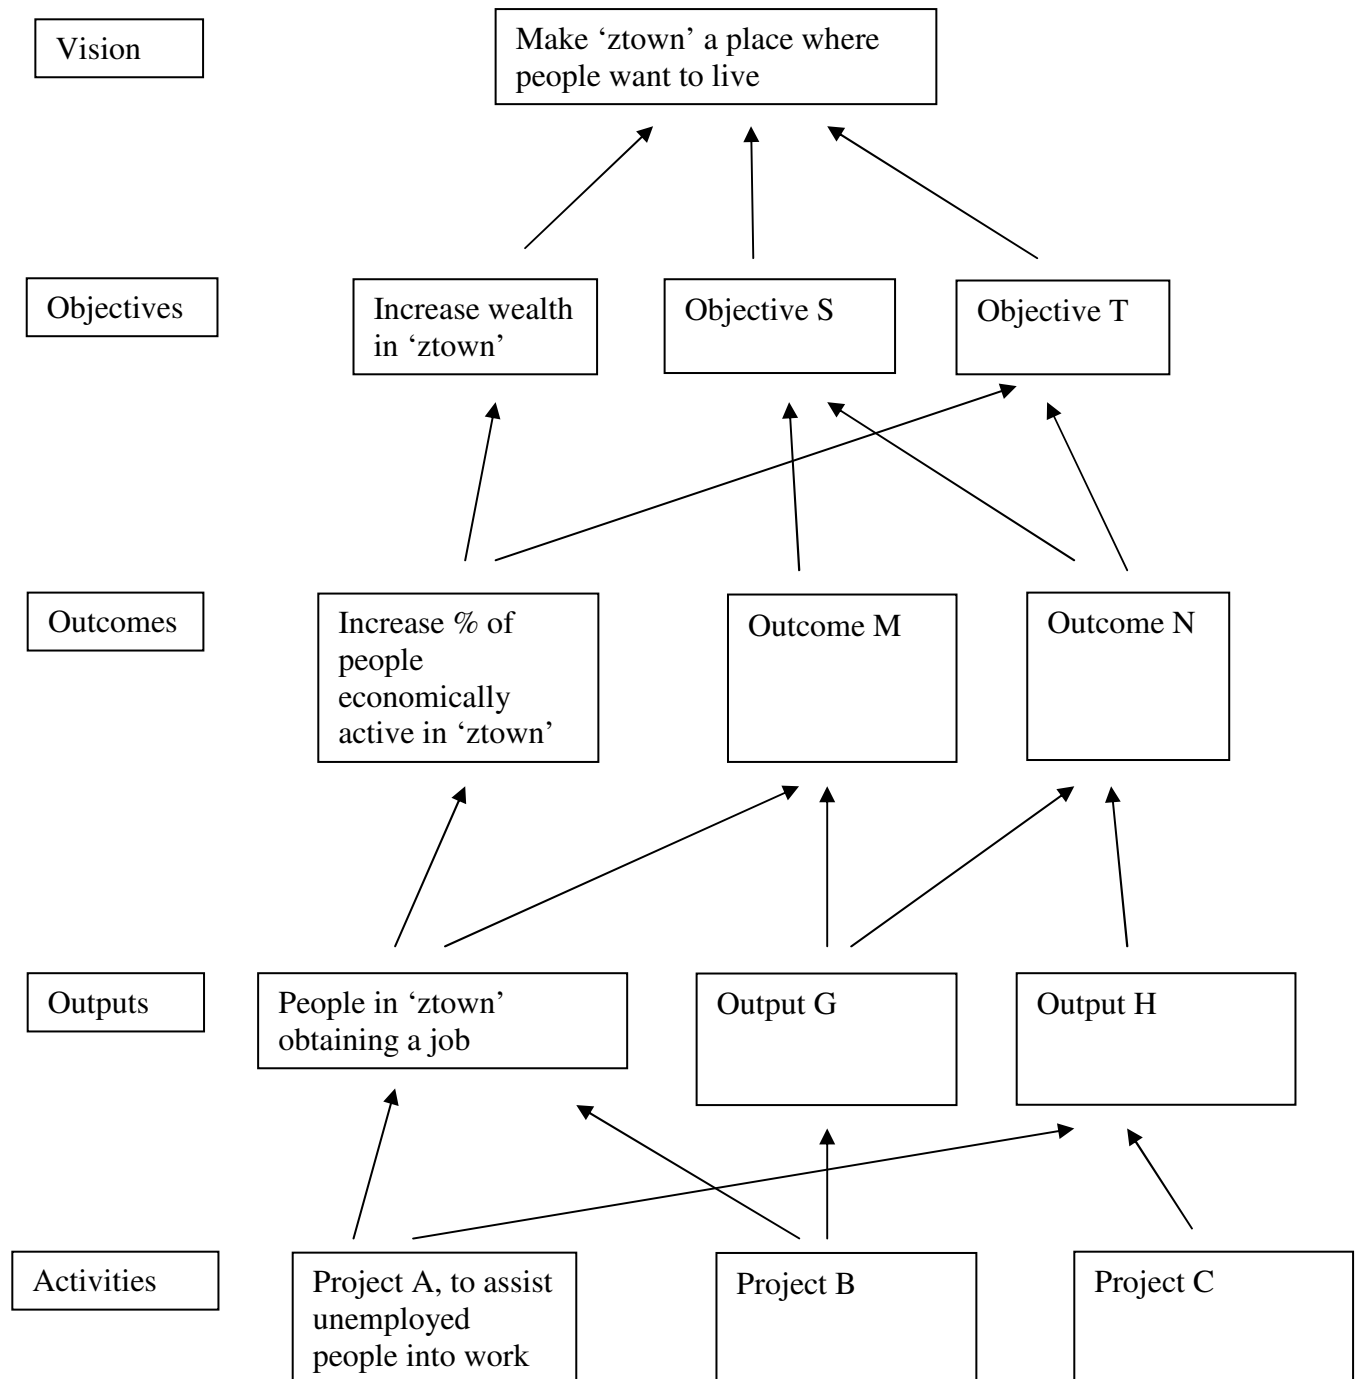 Vision
Make ‘ztown’ a place where
people want to live
Objectives
Increase wealth
in ‘ztown’
Objective S
Objective T
Outcomes
Increase % of
people
economically
active in ‘ztown’
Outcome M
Outcome N
Outputs
People in ‘ztown’
obtaining a job
Output G
Output H
Activities
Project A, to assist
unemployed
people into work
Project B
Project C